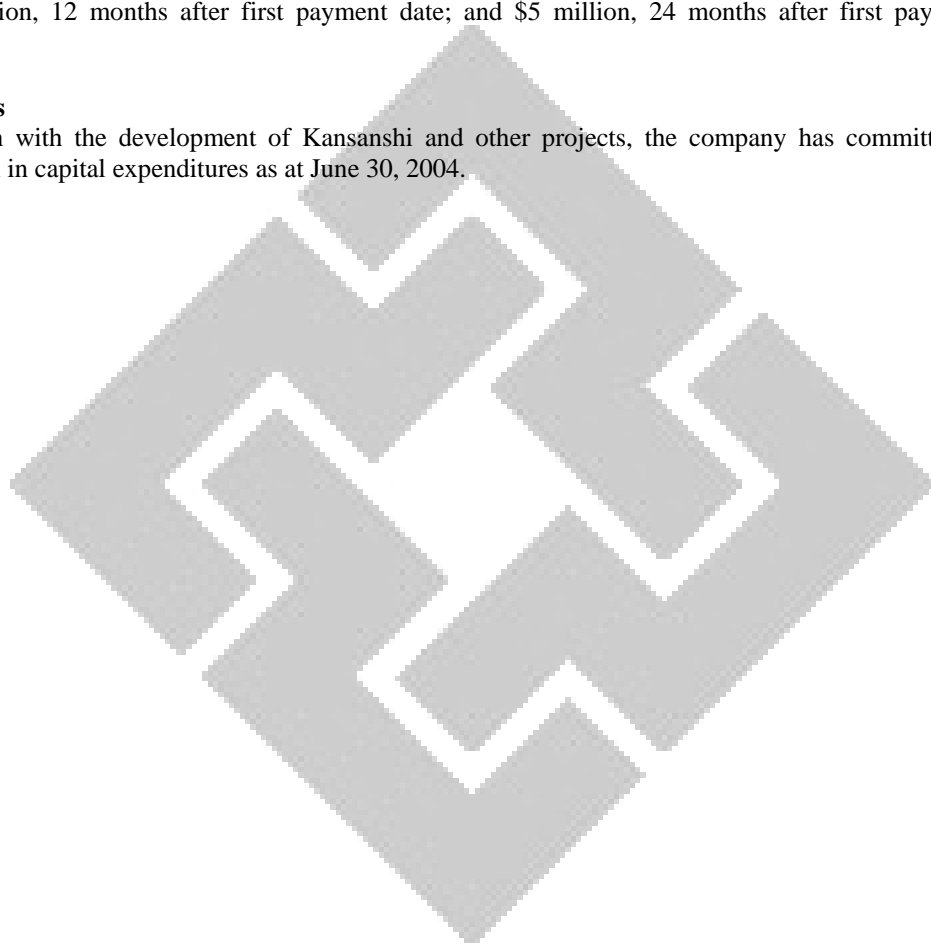 ion, 12 months after first payment date; and $5 million, 24 months after first pay
s
n with the development of Kansanshi and other projects, the company has committ
in capital expenditures as at June 30, 2004.